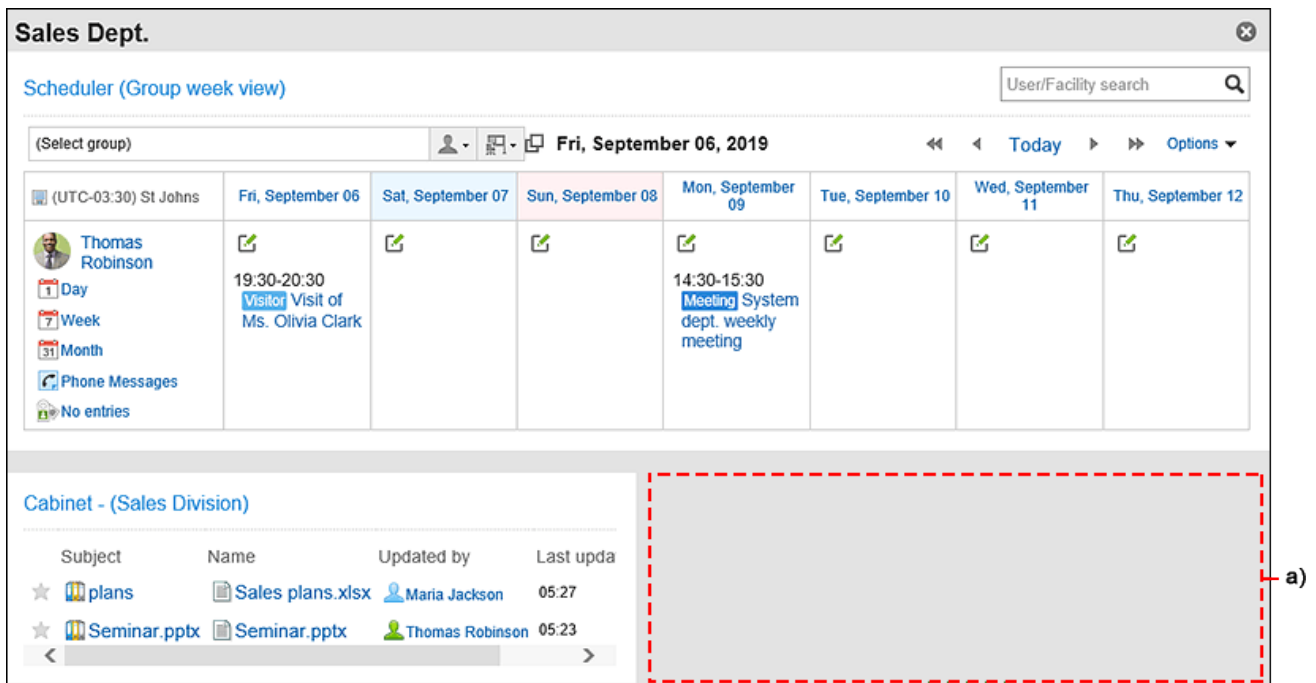 Sales Dept.
Scheduler (Group week view)
User/Facility search
(Select group)
Fri, September 06, 2019
Today
Options
(UTC-03:30) St Johns
Fri, September 06
Sat, September 07
Sun, September 08
Mon, September
09
Tue, September 10
Wed, September
11
Thu, September 12
Thomas
Robinson
1 Day
7 Week
31 Month
Phone Messages
No entries
19:30-20:30
Visitor Visit of
Ms. Olivia Clark
14:30-15:30
Meeting System
dept. weekly
meeting
Cabinet - (Sales Division)
Subject Name Updated by Last upda
plans Sales plans.xlsx Maria Jackson 05:27
Seminar.pptx Seminar.pptx Thomas Robinson 05:23
a)